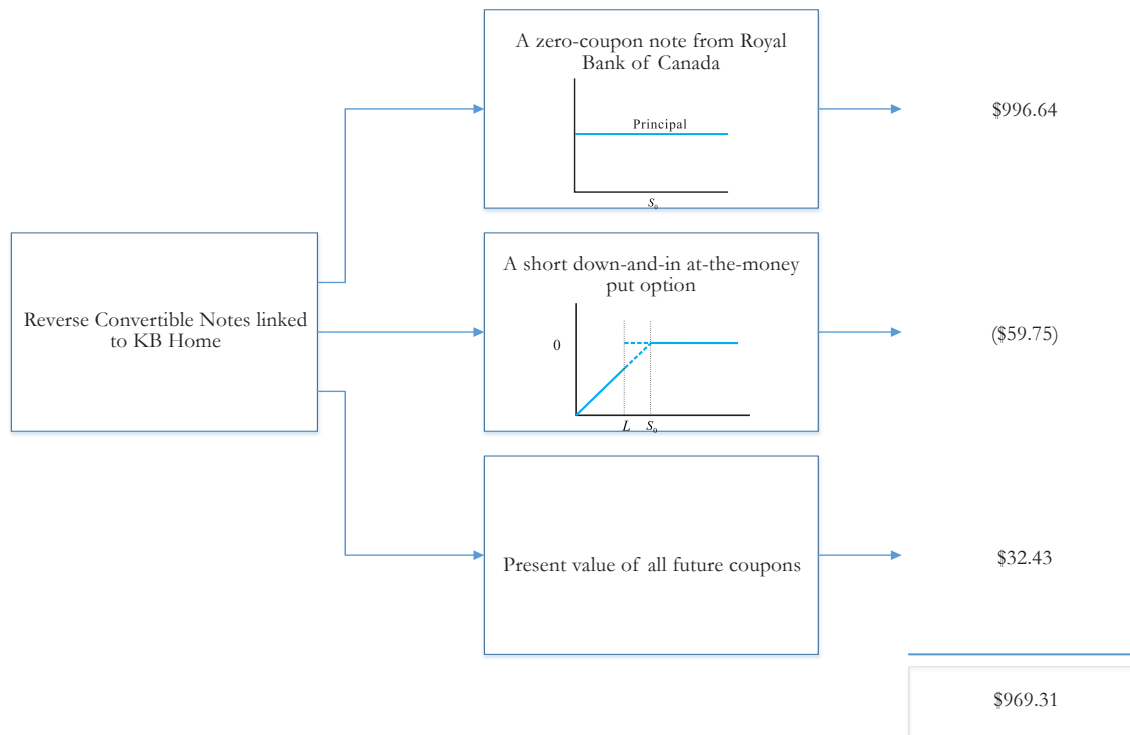 A zero-coupon note from Royal
Bank of Canada
Principal
S₀
$996.64
Reverse Convertible Notes linked
to KB Home
A short down-and-in at-the-money
put option
0
L S₀
($59.75)
Present value of all future coupons
$32.43
$969.31